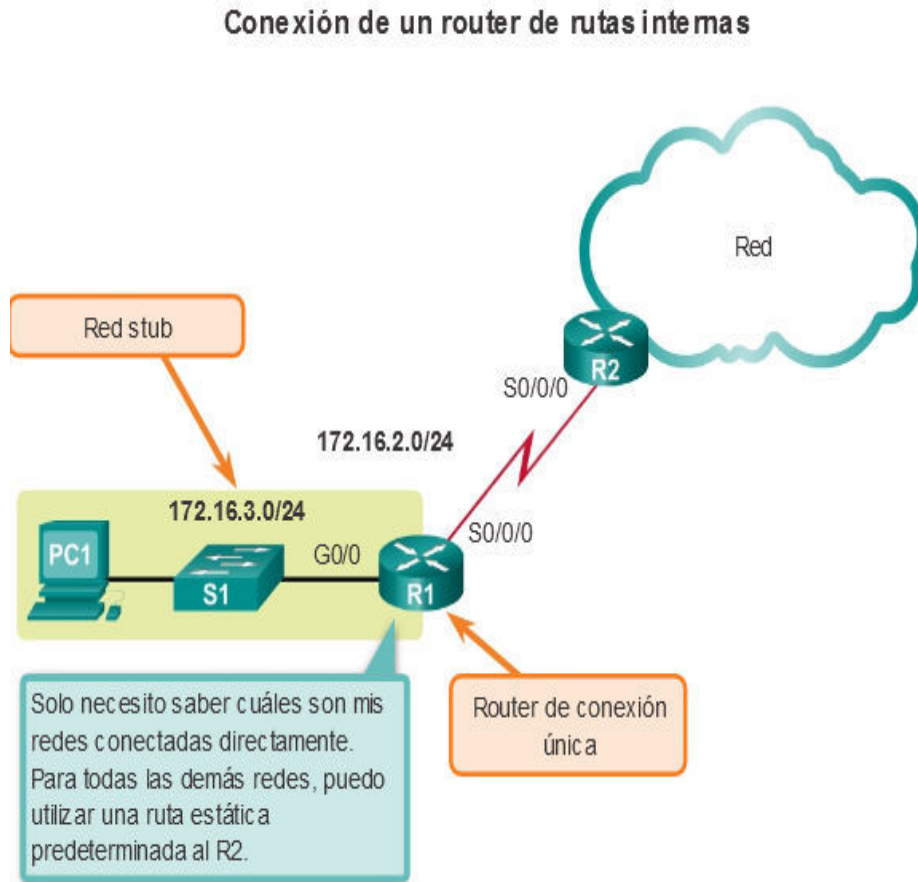 Conexión de un router de rutas internas
Red
Red stub
R2
S0/0/0
172.16.2.0/24
172.16.3.0/24
S0/0/0
PC1
G0/0
S1
R1
Solo necesito saber cuáles son mis
redes conectadas directamente.
Para todas las demás redes, puedo
utilizar una ruta estática
predeterminada al R2.
Router de conexión
única